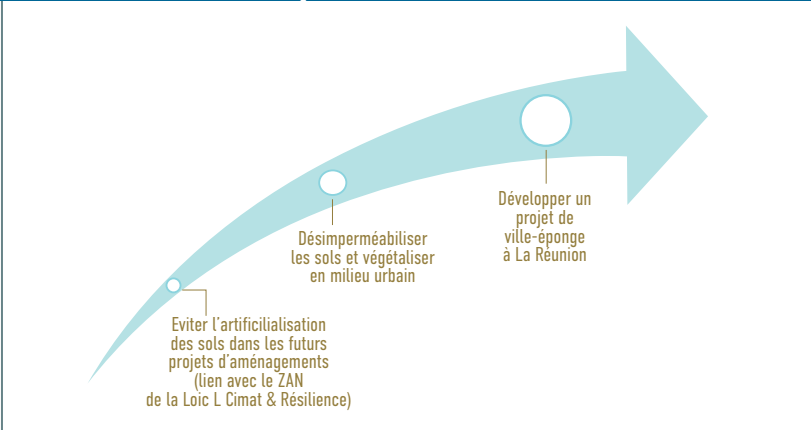 Développer un
projet de
ville-éponge
à La Réunion
Désimperméabiliser
les sols et végétaliser
en milieu urbain
Eviter l'artificilialisation
des sols dans les futurs
projets d'aménagements
(lien avec le ZAN
de la Loic L Cimat & Résilience)